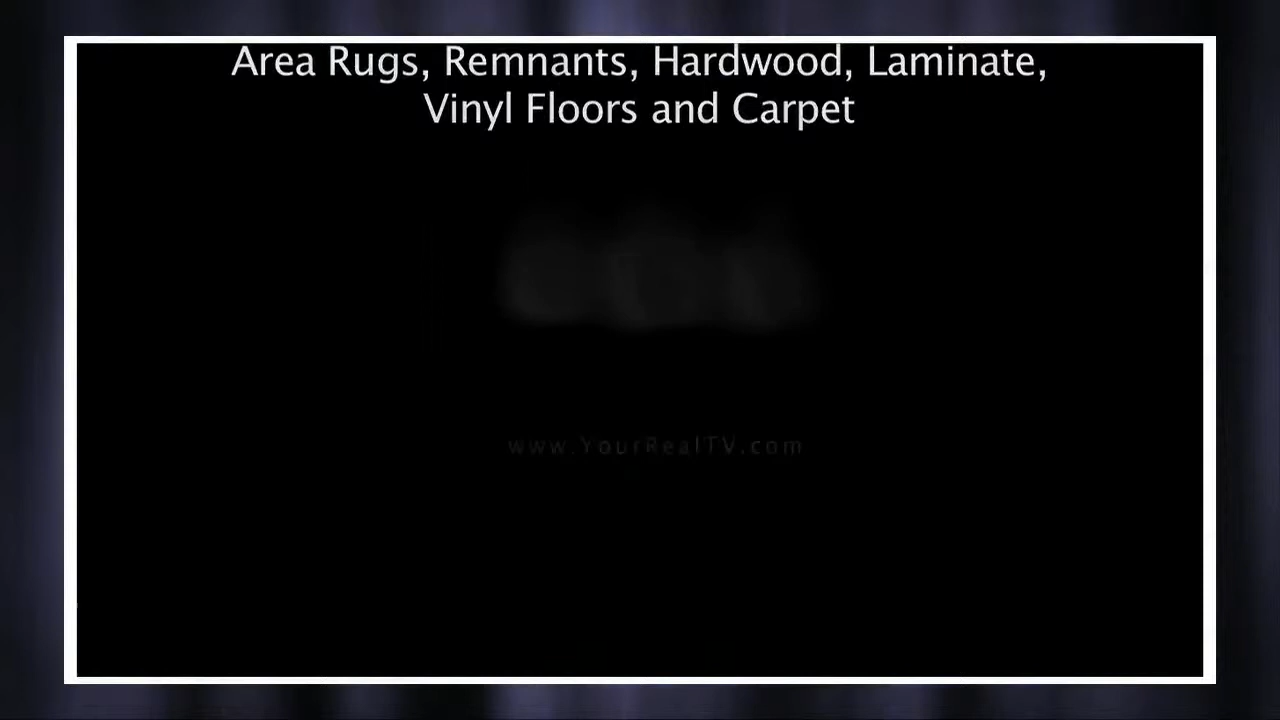 Area Rugs, Remnants, Hardwood, Laminate,
Vinyl Floors and Carpet
www.YourRealTV.com